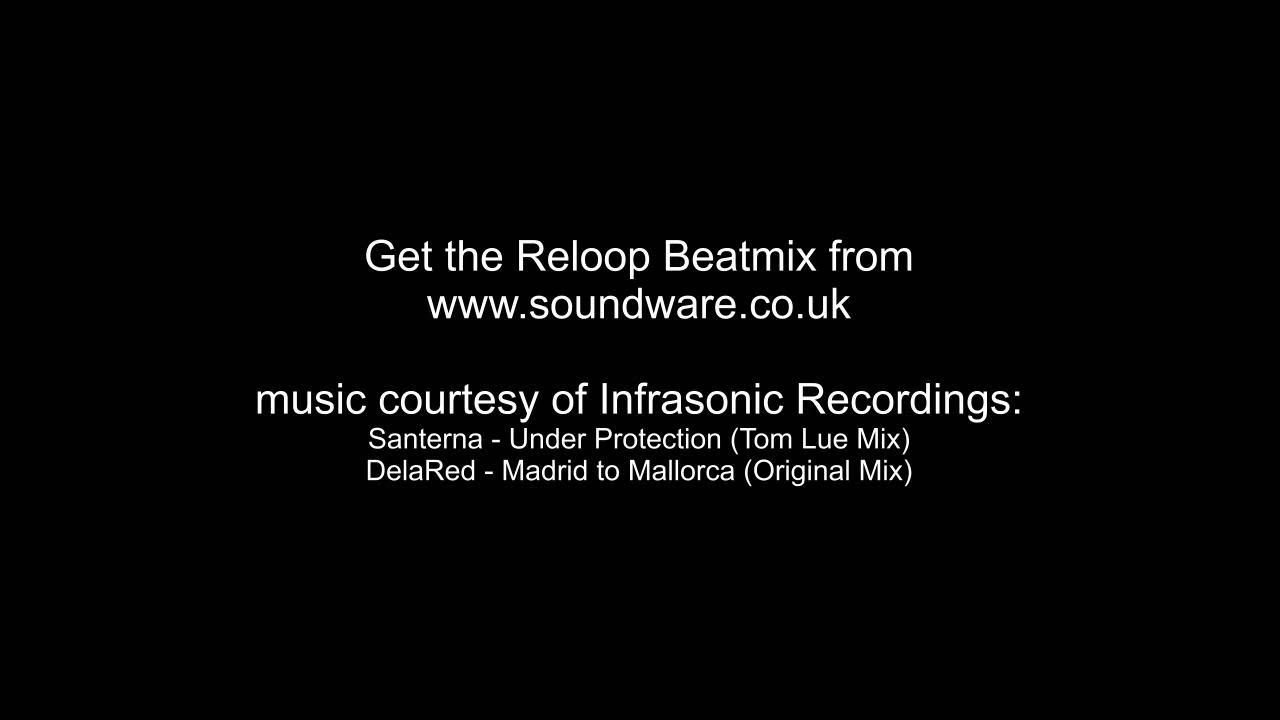 Get the Reloop Beatmix from
www.soundware.co.uk
music courtesy of Infrasonic Recordings:
Santerna - Under Protection (Tom Lue Mix)
DelaRed - Madrid to Mallorca (Original Mix)